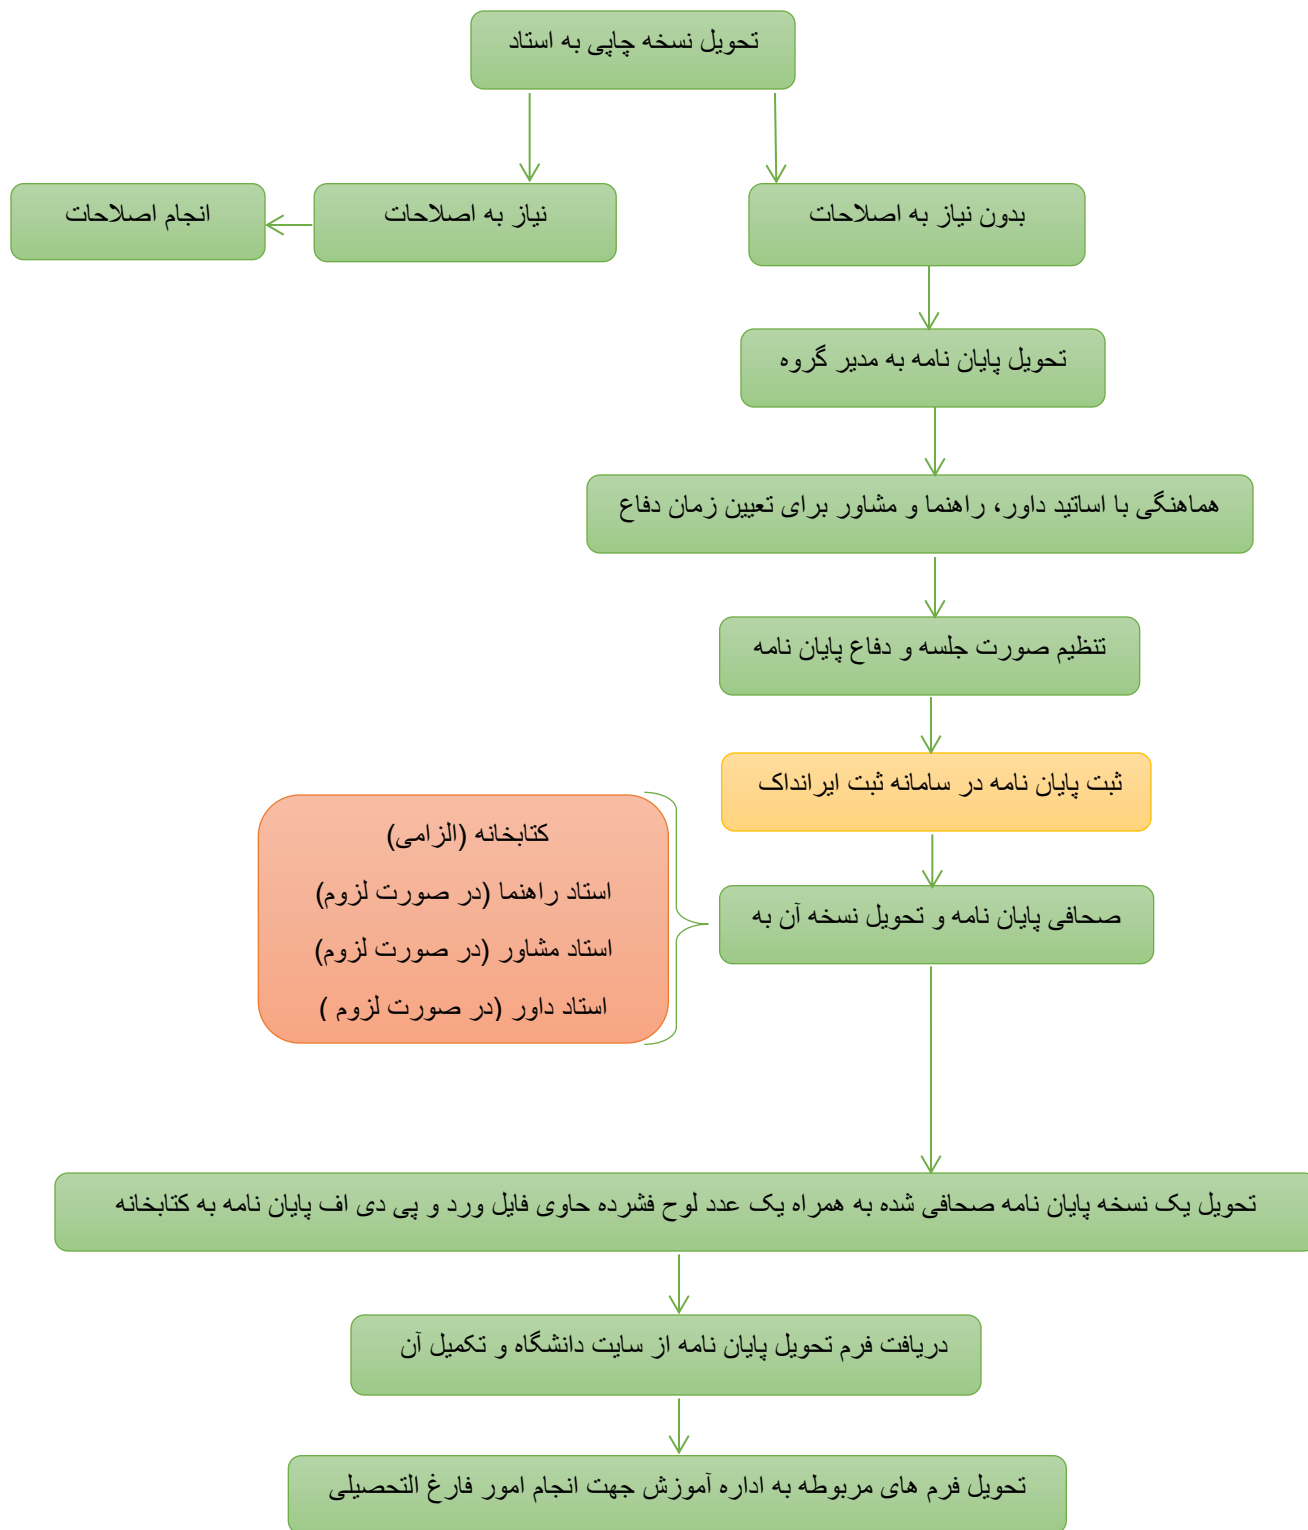 تحویل نسخه چاپی به استاد
بدون نیاز به اصلاحات
نیاز به اصلاحات
انجام اصلاحات
تحویل پایان نامه به مدیر گروه
هماهنگی با اساتید داور، راهنما و مشاور برای تعیین زمان دفاع
تنظیم صورت جلسه و دفاع پایان نامه
ثبت پایان نامه در سامانه ثبت ایرانداک
صحافی پایان نامه و تحویل نسخه آن به
کتابخانه (الزامی)
استاد راهنما (در صورت لزوم)
استاد مشاور (در صورت لزوم)
استاد داور (در صورت لزوم )
تحویل یک نسخه پایان نامه صحافی شده به همراه یک عدد لوح فشرده حاوی فایل ورد و پی دی اف پایان نامه به کتابخانه
دریافت فرم تحویل پایان نامه از سایت دانشگاه و تکمیل آن
تحویل فرم های مربوطه به اداره آموزش جهت انجام امور فارغ التحصیلی